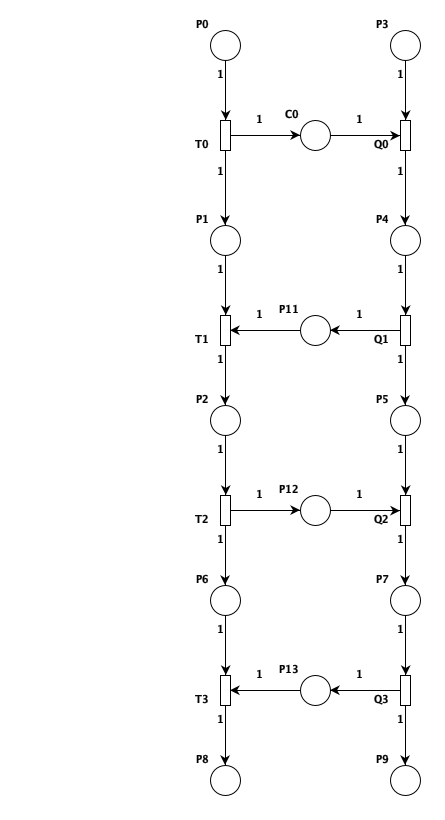 P0 P3
1 1
1 C0 1
T0 Q0
1 1
P1 P4
1 1
1 P11 1
T1 Q1
1 1
P2 P5
1 1
1 P12 1
T2 Q2
1 1
P6 P7
1 1
1 P13 1
T3 Q3
1 1
P8 P9